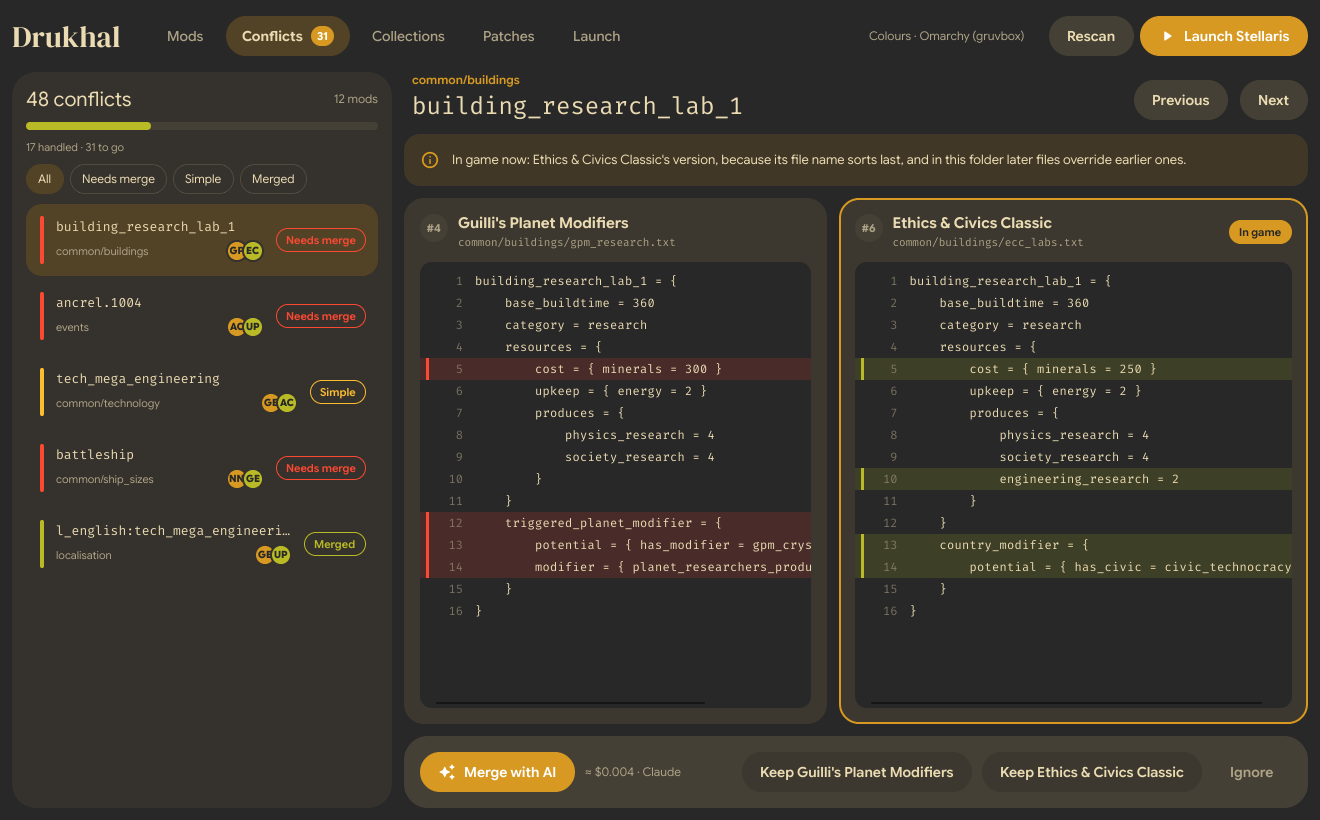 Drukhal
Mods
Conflicts 31
Collections
Patches
Launch
Colours · Omarchy (gruvbox)
Rescan
Launch Stellaris
48 conflicts
12 mods
17 handled · 31 to go
All
Needs merge
Simple
Merged
building_research_lab_1
common/buildings
GP EC
Needs merge
ancrel.1004
events
AC UP
Needs merge
tech_mega_engineering
common/technology
GE AC
Simple
battleship
common/ship_sizes
NN GE
Needs merge
l_english:tech_mega_engineeri…
localisation
GE UP
Merged
common/buildings
building_research_lab_1
Previous
Next
In game now: Ethics & Civics Classic's version, because its file name sorts last, and in this folder later files override earlier ones.
#4
Guilli's Planet Modifiers
common/buildings/gpm_research.txt
1 building_research_lab_1 = {
2 base_buildtime = 360
3 category = research
4 resources = {
5 cost = { minerals = 300 }
6 upkeep = { energy = 2 }
7 produces = {
8 physics_research = 4
9 society_research = 4
10 }
11 }
12 triggered_planet_modifier = {
13 potential = { has_modifier = gpm_crys
14 modifier = { planet_researchers_produ
15 }
16 }
#6
Ethics & Civics Classic
common/buildings/ecc_labs.txt
In game
1 building_research_lab_1 = {
2 base_buildtime = 360
3 category = research
4 resources = {
5 cost = { minerals = 250 }
6 upkeep = { energy = 2 }
7 produces = {
8 physics_research = 4
9 society_research = 4
10 engineering_research = 2
11 }
12 }
13 country_modifier = {
14 potential = { has_civic = civic_technocracy
15 }
16 }
Merge with AI
≈ $0.004 · Claude
Keep Guilli's Planet Modifiers
Keep Ethics & Civics Classic
Ignore